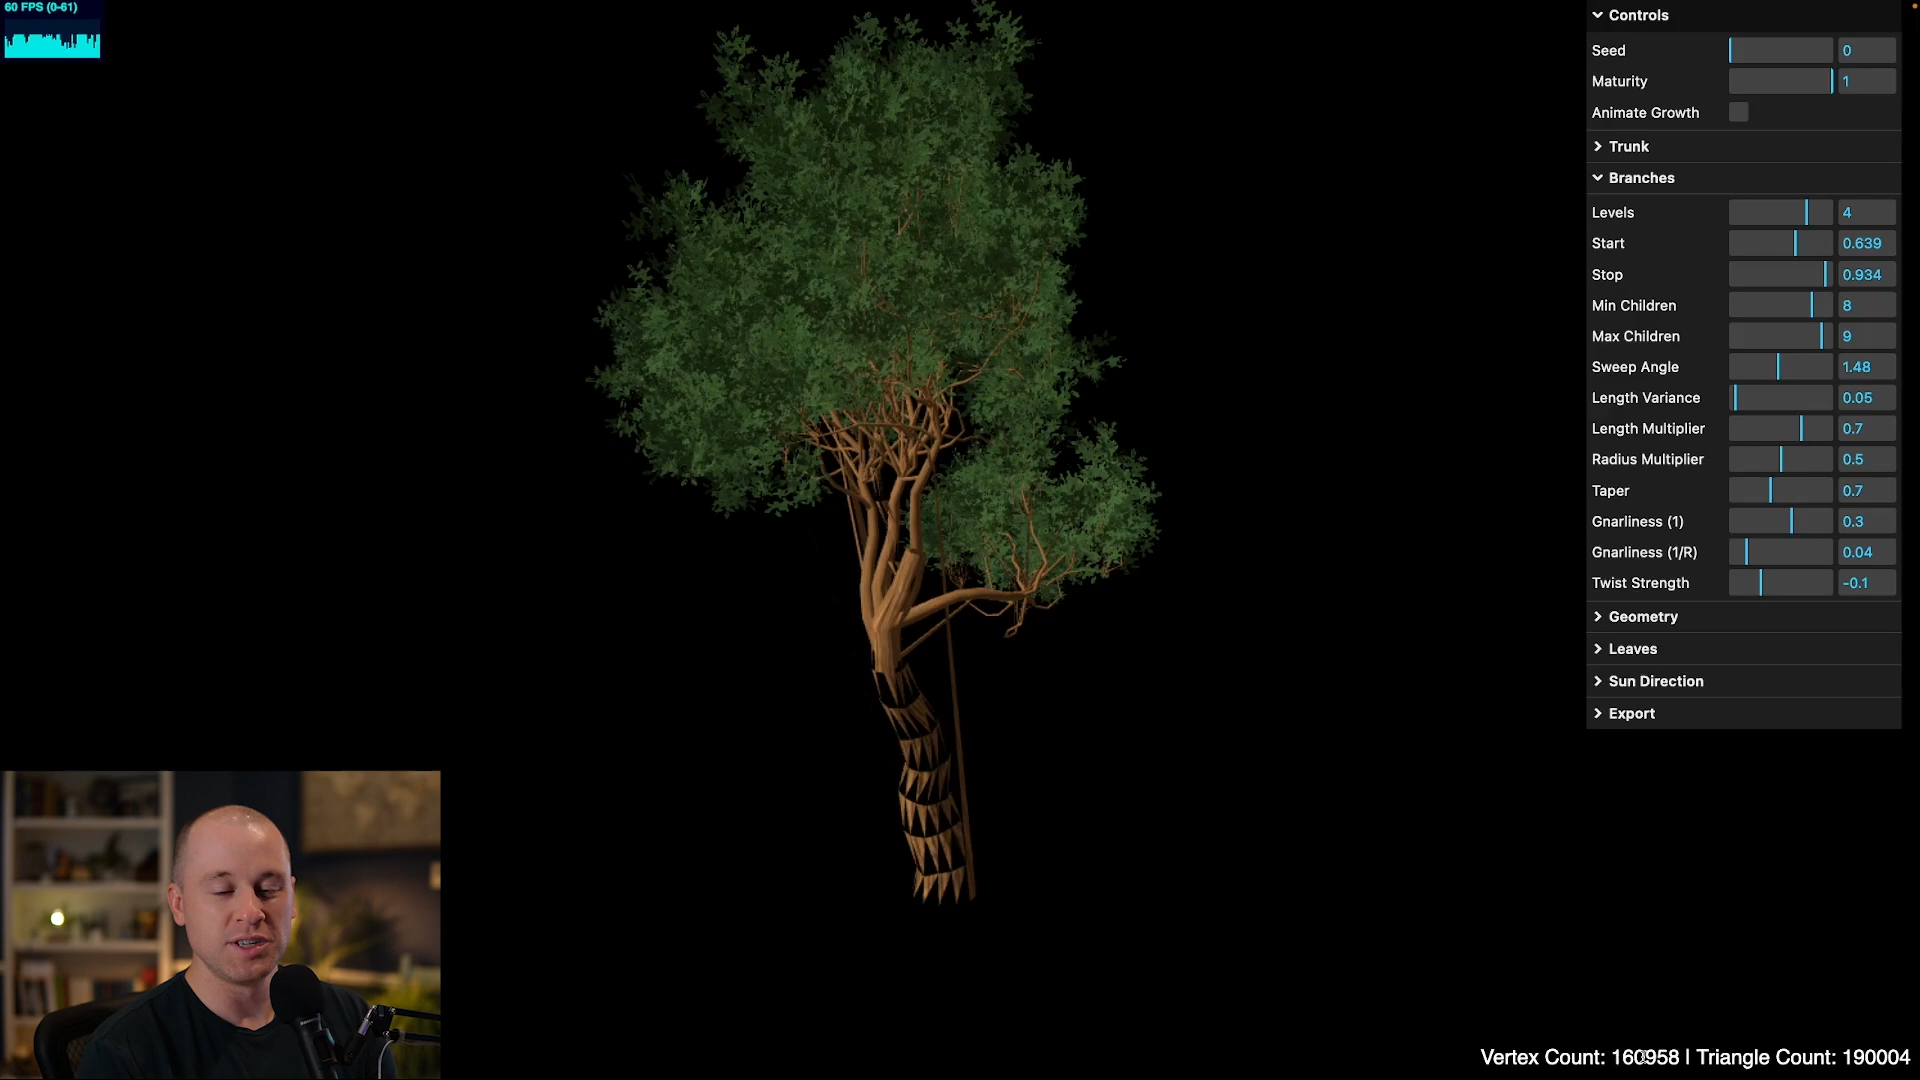 60 FPS (0-61)
Controls
Seed 0
Maturity 1
Animate Growth
Trunk
Branches
Levels 4
Start 0.639
Stop 0.934
Min Children 8
Max Children 9
Sweep Angle 1.48
Length Variance 0.05
Length Multiplier 0.7
Radius Multiplier 0.5
Taper 0.7
Gnarliness (1) 0.3
Gnarliness (1/R) 0.04
Twist Strength -0.1
Geometry
Leaves
Sun Direction
Export
Vertex Count: 160958 | Triangle Count: 190004